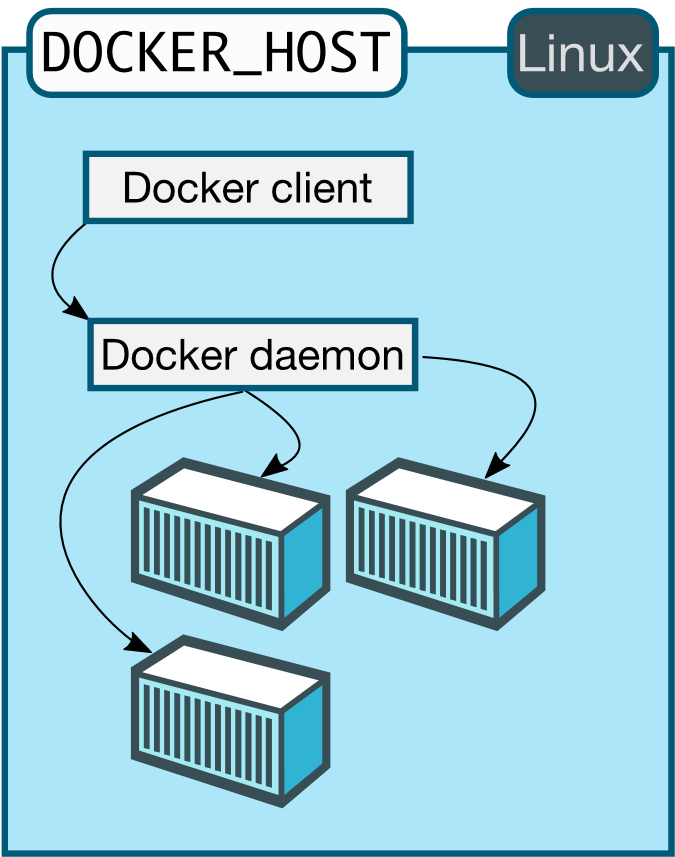 DOCKER_HOST
Linux
Docker client
Docker daemon